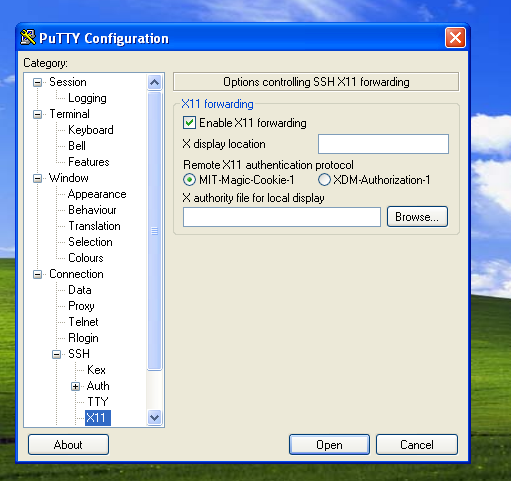 PuTTY Configuration
Category:
Session
Logging
Terminal
Keyboard
Bell
Features
Window
Appearance
Behaviour
Translation
Selection
Colours
Connection
Data
Proxy
Telnet
Rlogin
SSH
Kex
Auth
TTY
X11
Options controlling SSH X11 forwarding
X11 forwarding
Enable X11 forwarding
X display location
Remote X11 authentication protocol
MIT-Magic-Cookie-1 XDM-Authorization-1
X authority file for local display
Browse...
About Open Cancel